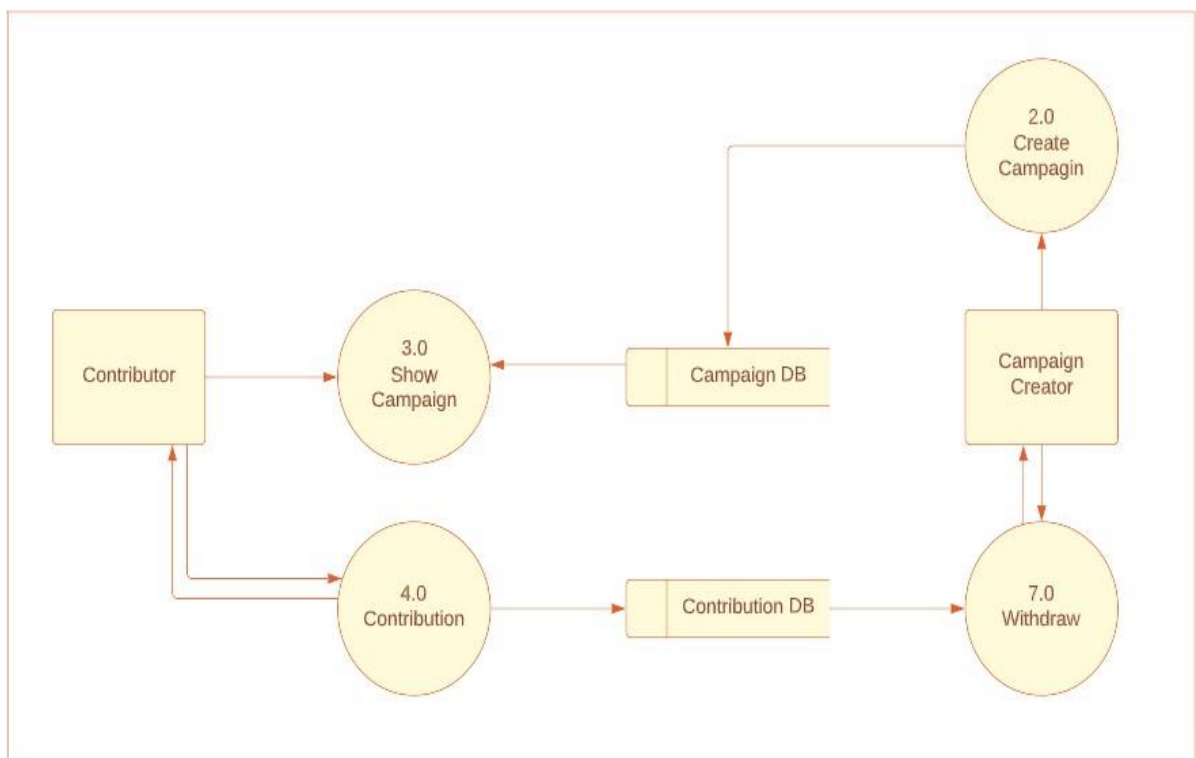 2.0
Create
Campagin
Contributor
3.0
Show
Campaign
Campaign DB
Campaign
Creator
4.0
Contribution
Contribution DB
7.0
Withdraw